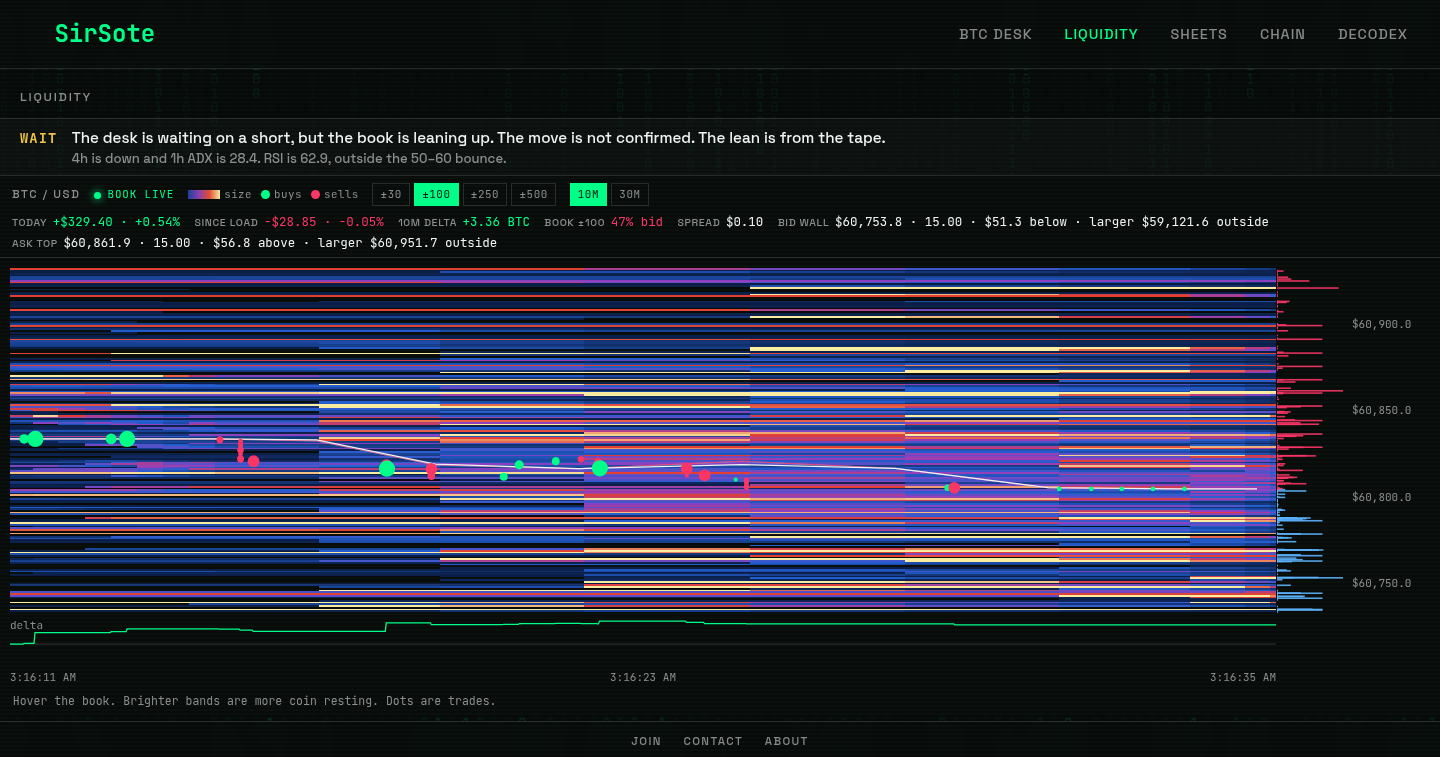 SirSote
BTC DESK LIQUIDITY SHEETS CHAIN DECODEX
LIQUIDITY
WAIT The desk is waiting on a short, but the book is leaning up. The move is not confirmed. The lean is from the tape.
4h is down and 1h ADX is 28.4. RSI is 62.9, outside the 50–60 bounce.
BTC / USD BOOK LIVE size buys sells ±30 ±100 ±250 ±500 10M 30M
TODAY +$329.40 · +0.54% SINCE LOAD -$28.85 · -0.05% 10M DELTA +3.36 BTC BOOK ±100 47% bid SPREAD $0.10 BID WALL $60,753.8 · 15.00 · $51.3 below · larger $59,121.6 outside
ASK TOP $60,861.9 · 15.00 · $56.8 above · larger $60,951.7 outside
$60,900.0
$60,850.0
$60,800.0
$60,750.0
delta
3:16:11 AM 3:16:23 AM 3:16:35 AM
Hover the book. Brighter bands are more coin resting. Dots are trades.
JOIN CONTACT ABOUT